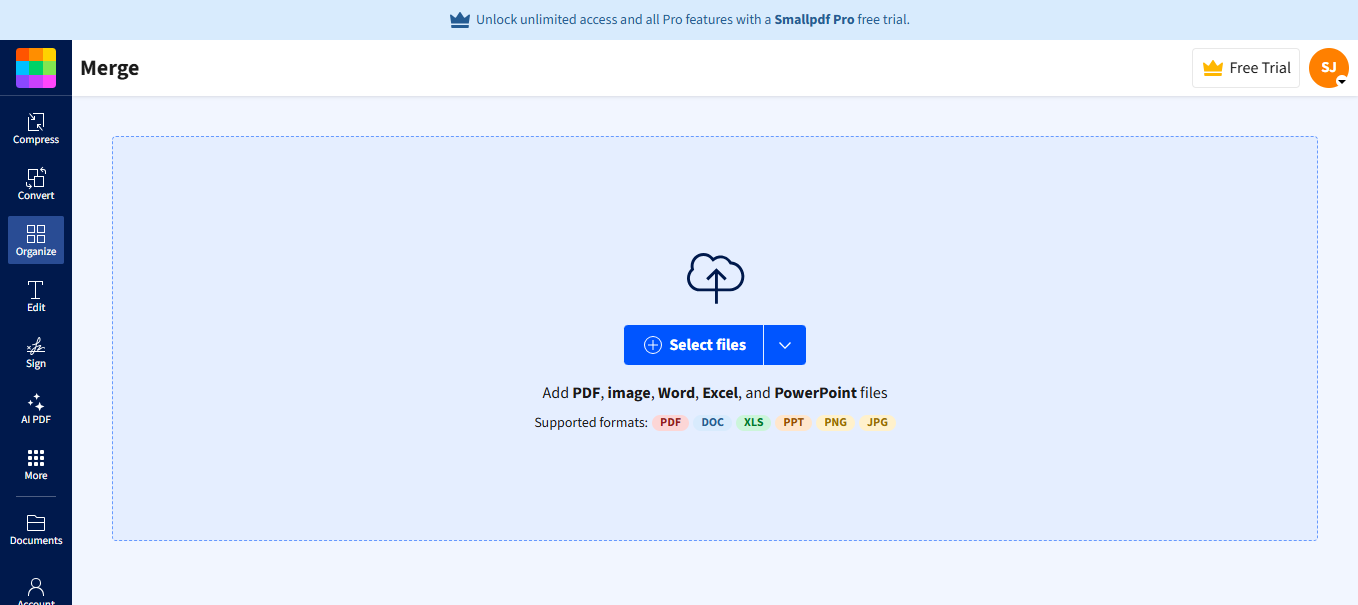 Unlock unlimited access and all Pro features with a Smallpdf Pro free trial.
Merge
Free Trial
SJ
Compress
Convert
Organize
Edit
Sign
AI PDF
More
Documents
Account
Select files
Add PDF, image, Word, Excel, and PowerPoint files
Supported formats: PDF DOC XLS PPT PNG JPG